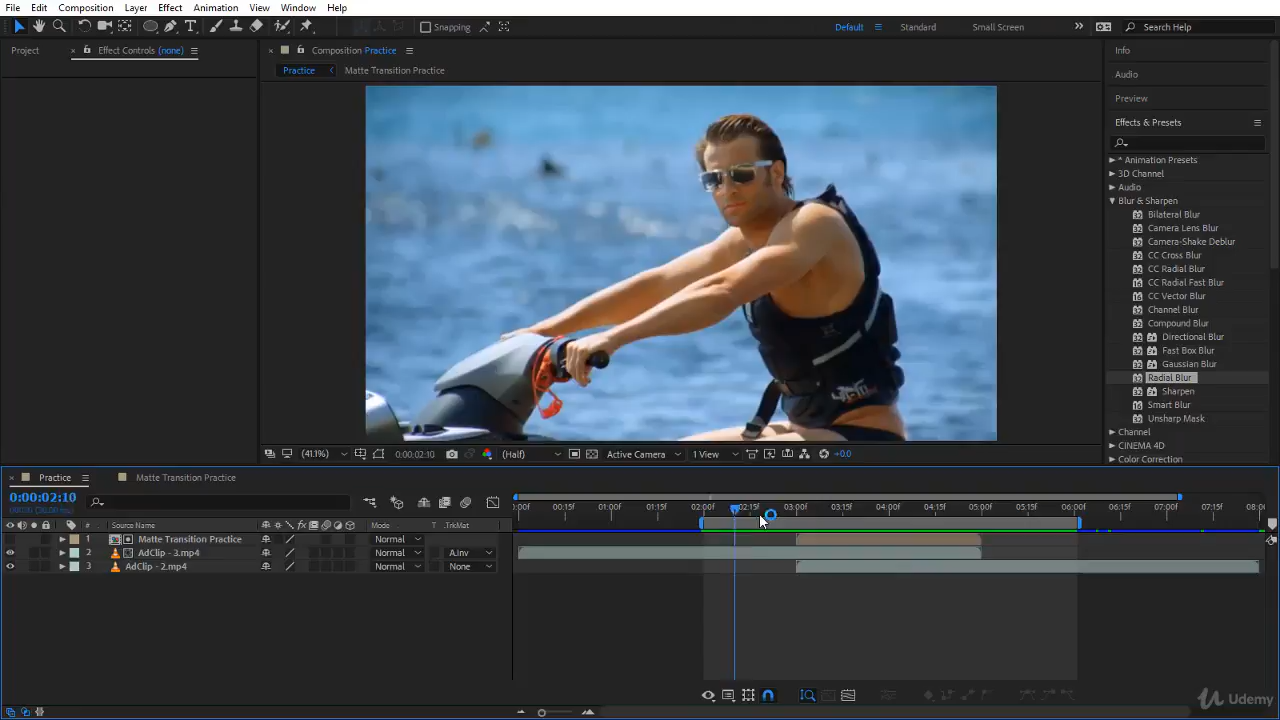 File Edit Composition Layer Effect Animation View Window Help
Snapping Default Standard Small Screen Search Help
Project Effect Controls (none) Composition Practice Info
Practice Matte Transition Practice
Audio
Preview
Effects & Presets
* Animation Presets
3D Channel
Audio
Blur & Sharpen
Bilateral Blur
Camera Lens Blur
Camera-Shake Deblur
CC Cross Blur
CC Radial Blur
CC Radial Fast Blur
CC Vector Blur
Channel Blur
Compound Blur
Directional Blur
Fast Box Blur
Gaussian Blur
Radial Blur
Sharpen
Smart Blur
Unsharp Mask
Channel
CINEMA 4D
Color Correction
(41.1%) 0:00:02:10 (Half) Active Camera 1 View +0.0
Practice Matte Transition Practice
0:00:02:10
:00f 00:15f 01:00f 01:15f 02:00f 02:15f 03:00f 03:15f 04:00f 04:15f 05:00f 05:15f 06:00f 06:15f 07:00f 07:15f 08:00f
# Source Name Mode T .TrkMat
1 Matte Transition Practice Normal
2 AdClip - 3.mp4 Normal A.Inv
3 AdClip - 2.mp4 Normal None
Udemy